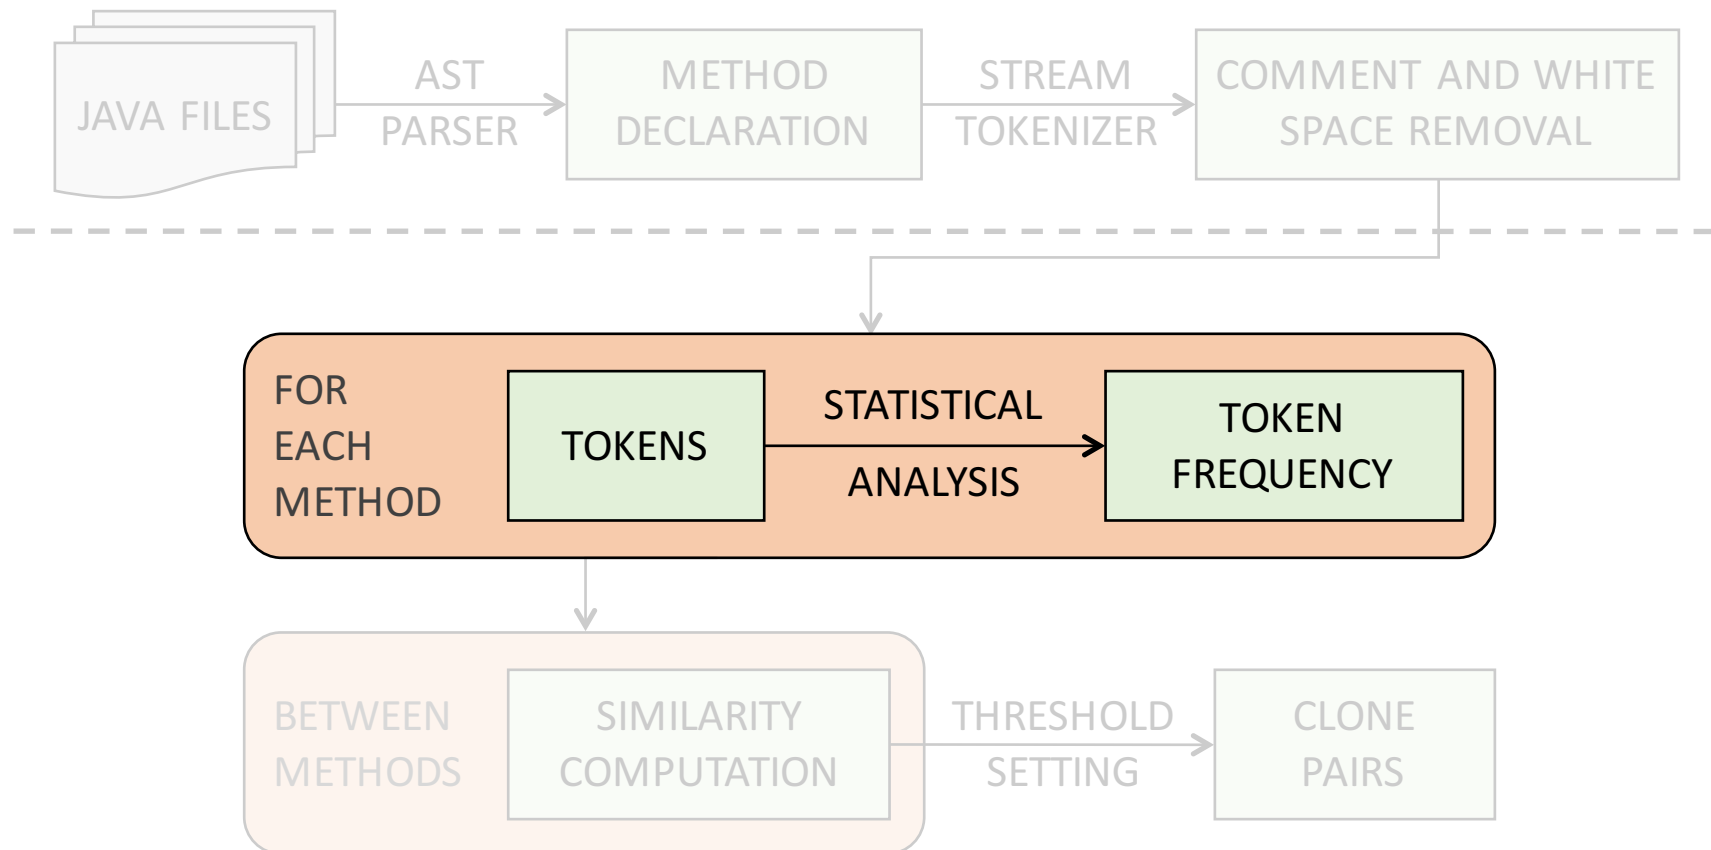 JAVA FILES
AST
PARSER
METHOD
DECLARATION
STREAM
TOKENIZER
COMMENT AND WHITE
SPACE REMOVAL
FOR
EACH
METHOD
TOKENS
STATISTICAL
ANALYSIS
TOKEN
FREQUENCY
BETWEEN
METHODS
SIMILARITY
COMPUTATION
THRESHOLD
SETTING
CLONE
PAIRS